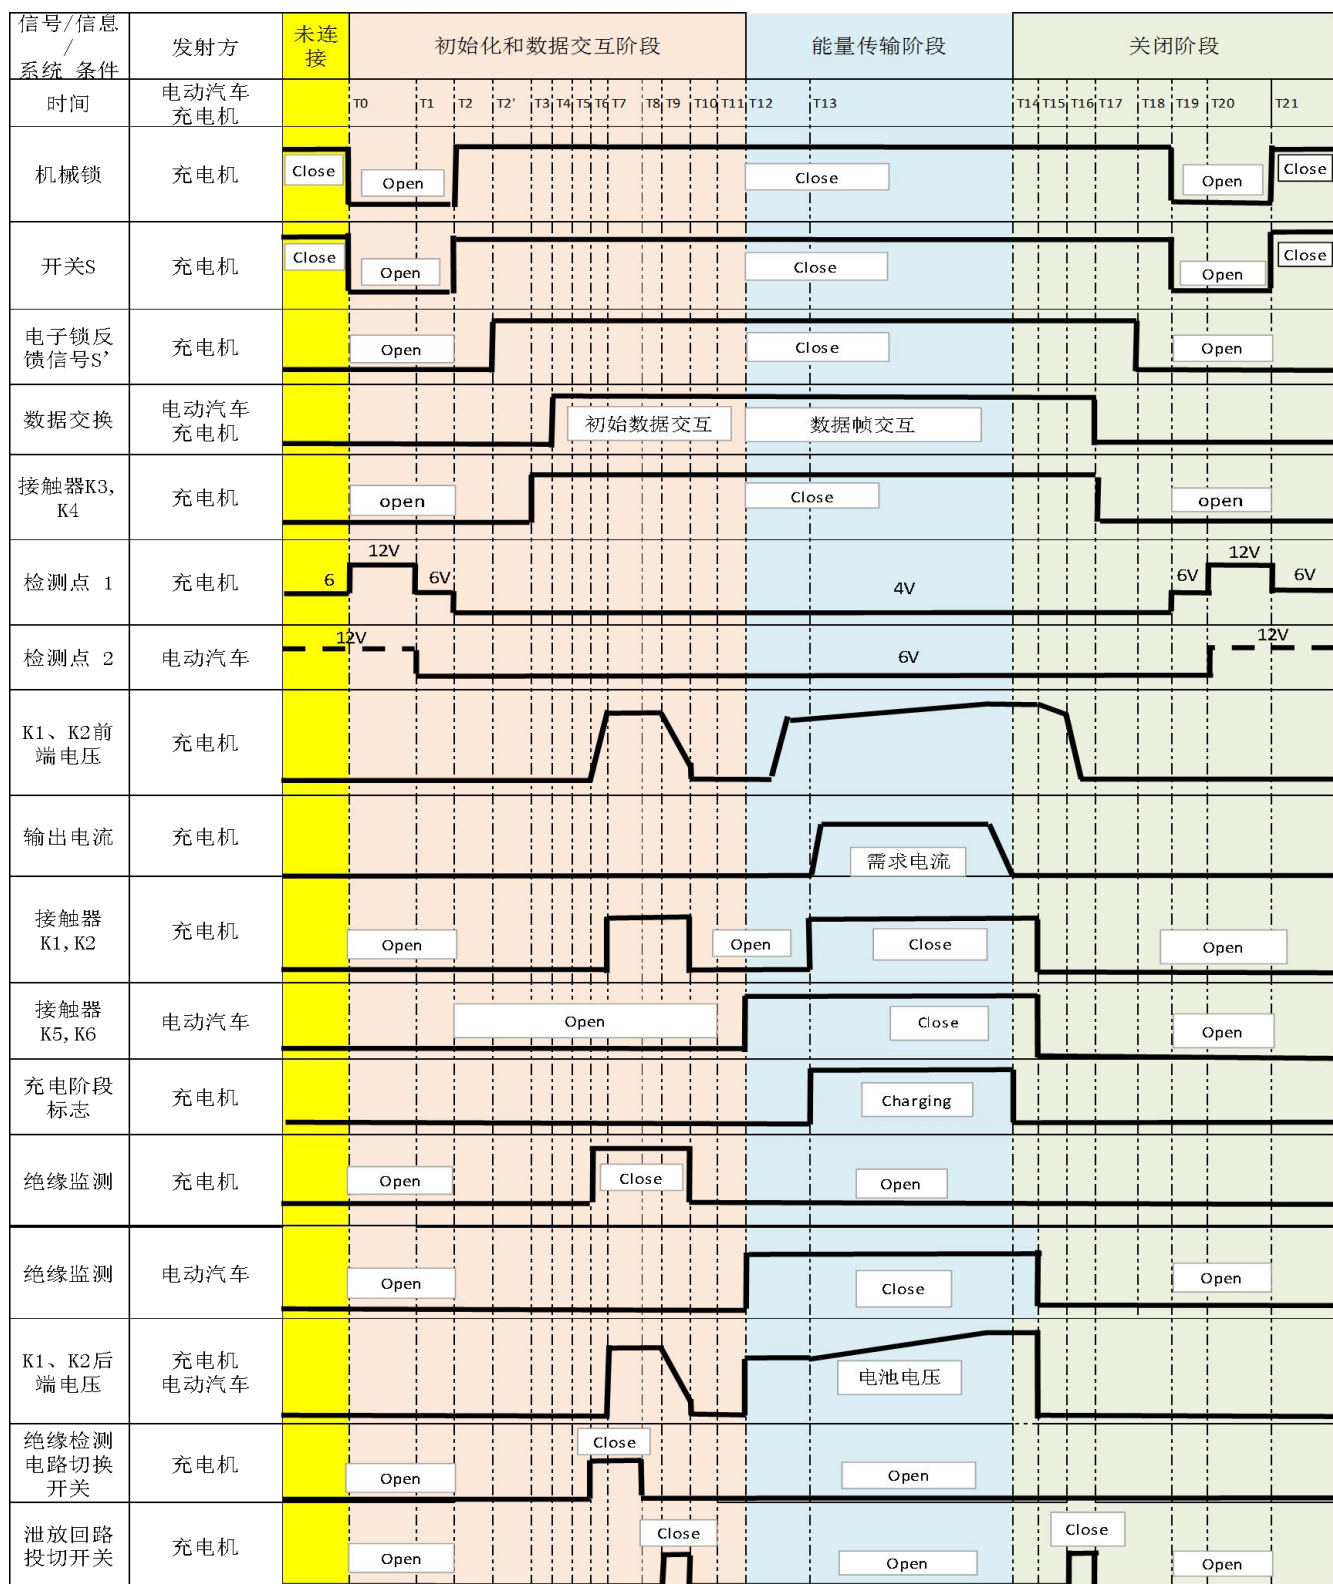 信号/信息
/
系统 条件
发射方
未连
接
初始化和数据交互阶段
能量传输阶段
关闭阶段
时间
电动汽车
充电机
T0
T1
T2
T2'
T3
T4
T5
T6
T7
T8
T9
T10
T11
T12
T13
T14
T15
T16
T17
T18
T19
T20
T21
机械锁
充电机
Close
Open
Close
Open
Close
开关S
充电机
Close
Open
Close
Open
Close
电子锁反
馈信号S’
充电机
Open
Close
Open
数据交换
电动汽车
充电机
初始数据交互
数据帧交互
接触器K3,
K4
充电机
open
Close
open
检测点 1
充电机
6
12V
6V
4V
6V
12V
6V
检测点 2
电动汽车
12V
6V
12V
K1、K2前
端电压
充电机
输出电流
充电机
需求电流
接触器
K1,K2
充电机
Open
Open
Close
Open
接触器
K5,K6
电动汽车
Open
Close
Open
充电阶段
标志
充电机
Charging
绝缘监测
充电机
Open
Close
Open
绝缘监测
电动汽车
Open
Close
Open
K1、K2后
端电压
充电机
电动汽车
电池电压
绝缘检测
电路切换
开关
充电机
Open
Close
Open
泄放回路
投切开关
充电机
Open
Close
Open
Close
Open